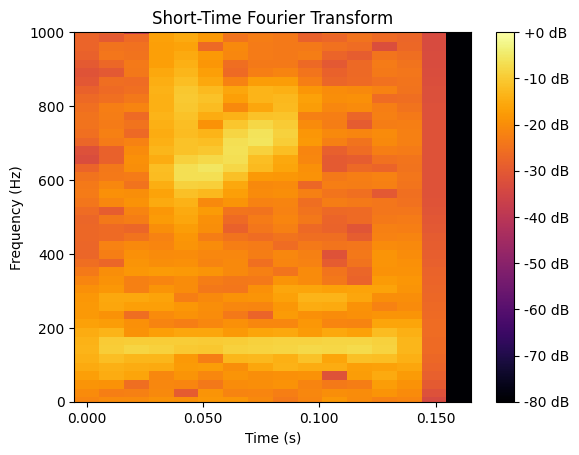 Short-Time Fourier Transform
Frequency (Hz)
1000
800
600
400
200
0
0.000
0.050
0.100
0.150
Time (s)
+0 dB
-10 dB
-20 dB
-30 dB
-40 dB
-50 dB
-60 dB
-70 dB
-80 dB